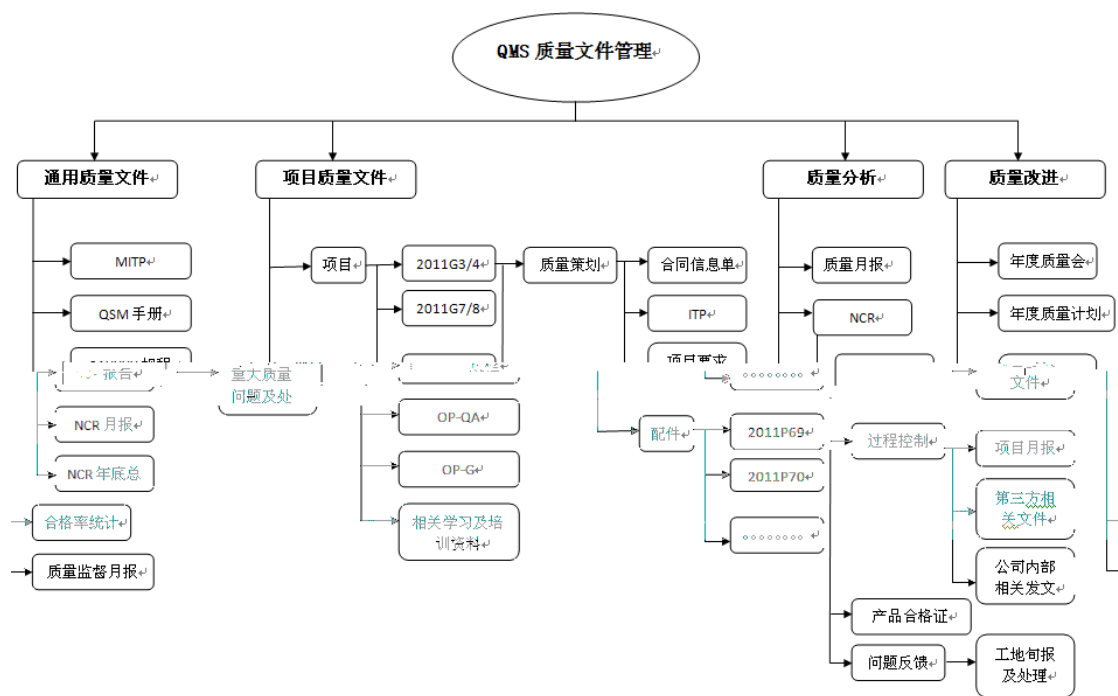 QMS 质量文件管理
通用质量文件
项目质量文件
质量分析
质量改进
MITP
项目
2011G3/4
质量策划
合同信息单
质量月报
年度质量会
QSM 手册
2011G7/8
ITP
NCR
年度质量计划
项目要求
报告
重大质量
问题及处
文件
NCR 月报
OP-QA
配件
2011P69
过程控制
项目月报
NCR 年底总
OP-G
2011P70
第三方相
关文件
合格率统计
相关学习及培
训资料
质量监督月报
公司内部
相关发文
产品合格证
问题反馈
工地旬报
及处理